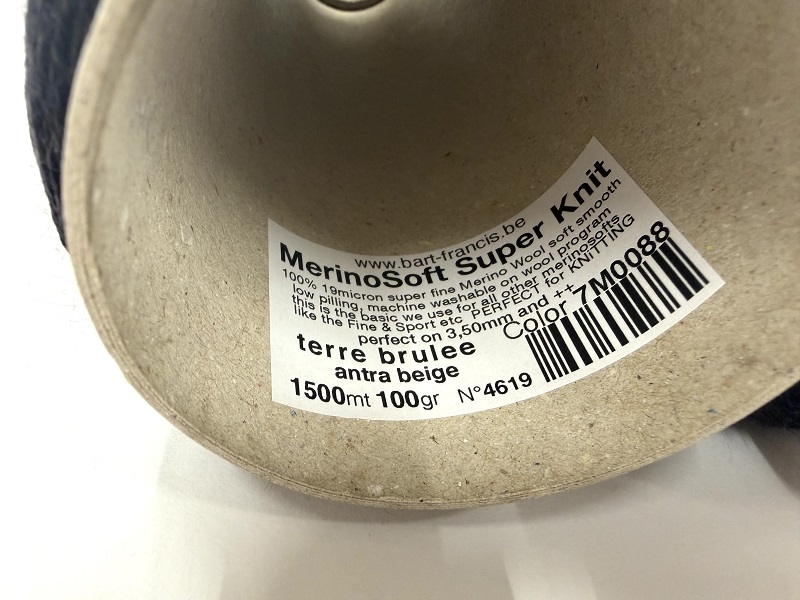 www.bart-francis.be
MerinoSoft Super Knit
100% 19micron super fine Merino Wool soft smooth
low pilling, machine washable on wool program
this is the basic we use for all other merinosofts
like the Fine & Sport etc PERFECT for KNITTING
perfect on 3,50mm and ++
Color 7M0088
terre brulee
antra beige
1500mt 100gr N°4619